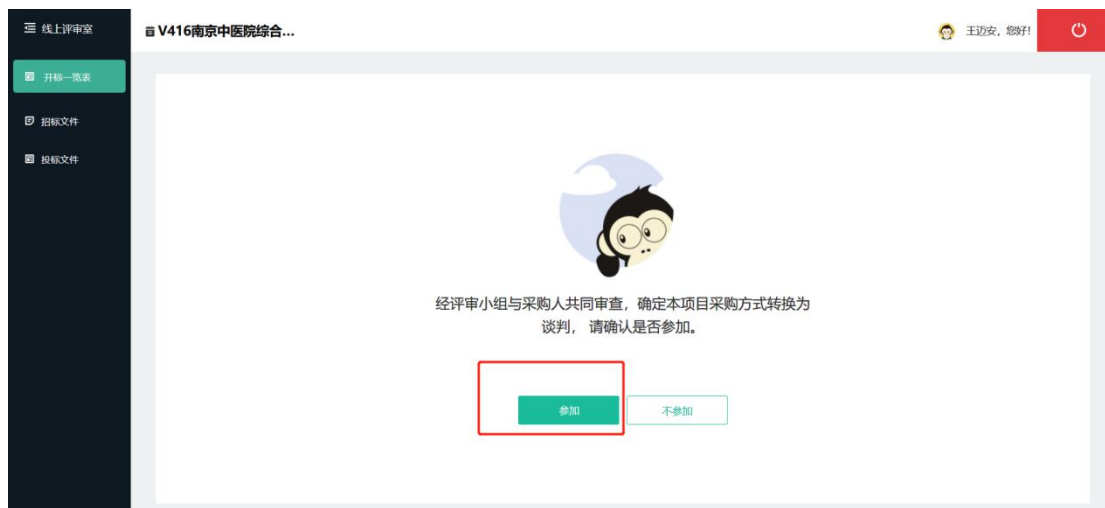 线上评审室
V416南京中医院综合...
王迈安，您好!
开标一览表
招标文件
投标文件
经评审小组与采购人共同审查，确定本项目采购方式转换为
谈判，请确认是否参加。
参加
不参加